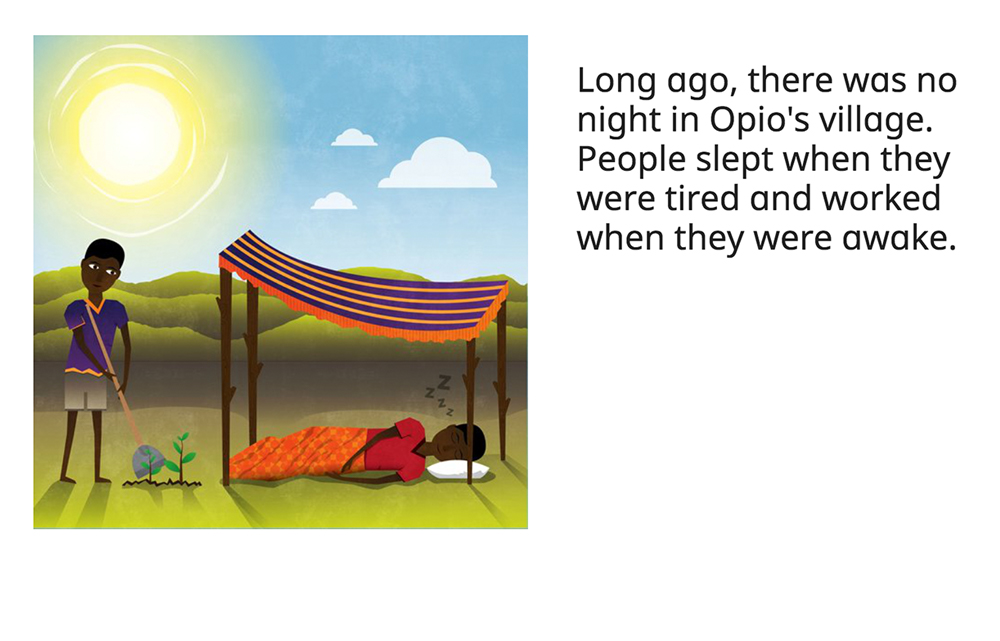 Long ago, there was no
night in Opio's village.
People slept when they
were tired and worked
when they were awake.
z Z
z z z